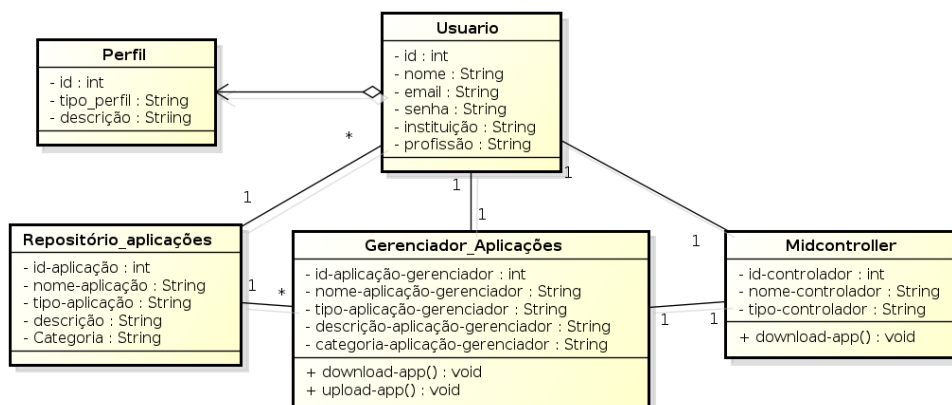 Perfil
- id : int
- tipo_perfil : String
- descrição : Striing
Usuario
- id : int
- nome : String
- email : String
- senha : String
- instituição : String
- profissão : String
*
1
1
1
1
1
Repositório_aplicações
- id-aplicação : int
- nome-aplicação : String
- tipo-aplicação : String
- descrição : String
- Categoria : String
1
*
Gerenciador_Aplicações
- id-aplicação-gerenciador : int
- nome-aplicação-gerenciador : String
- tipo-aplicação-gerenciador : String
- descrição-aplicação-gerenciador : String
- categoria-aplicação-gerenciador : String
+ download-app() : void
+ upload-app() : void
1
1
Midcontroller
- id-controlador : int
- nome-controlador : String
- tipo-controlador : String
+ download-app() : void